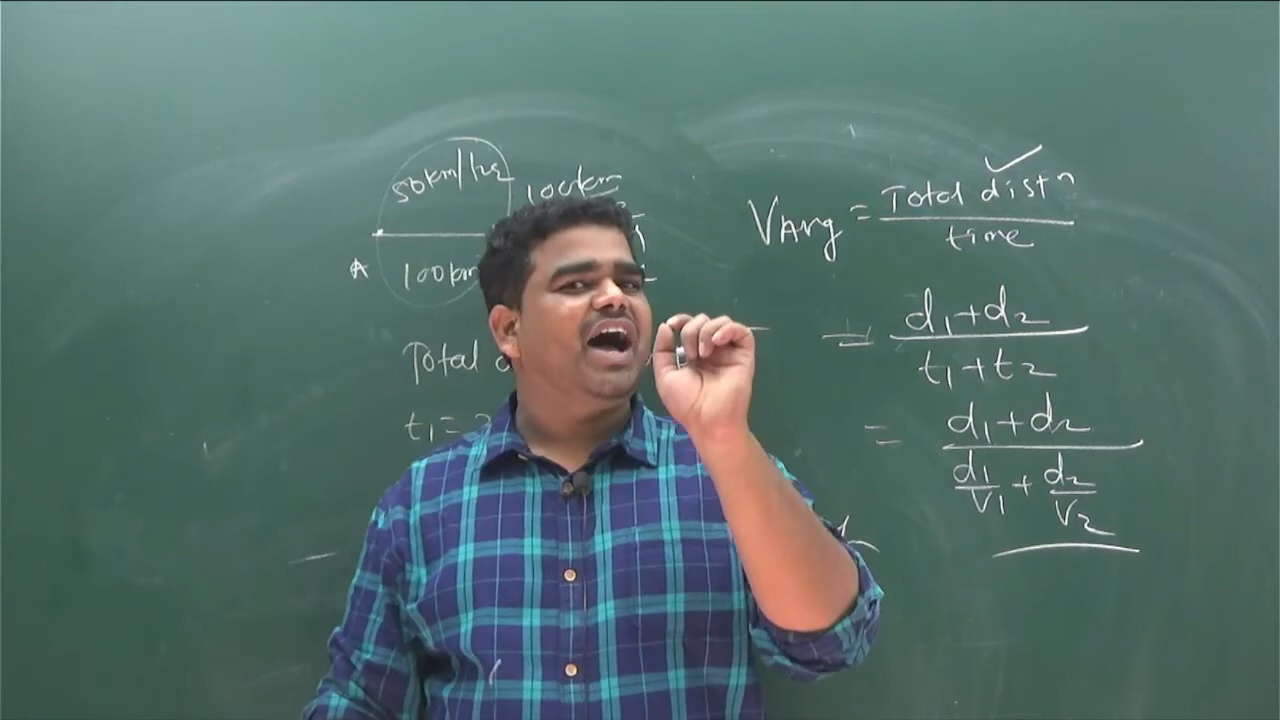 50km/hr 100km
A 100km
Total
t₁ =
VAvg = Total distⁿ / time
= d₁+d₂ / t₁+t₂
= d₁+d₂ / d₁/V₁ + d₂/V₂